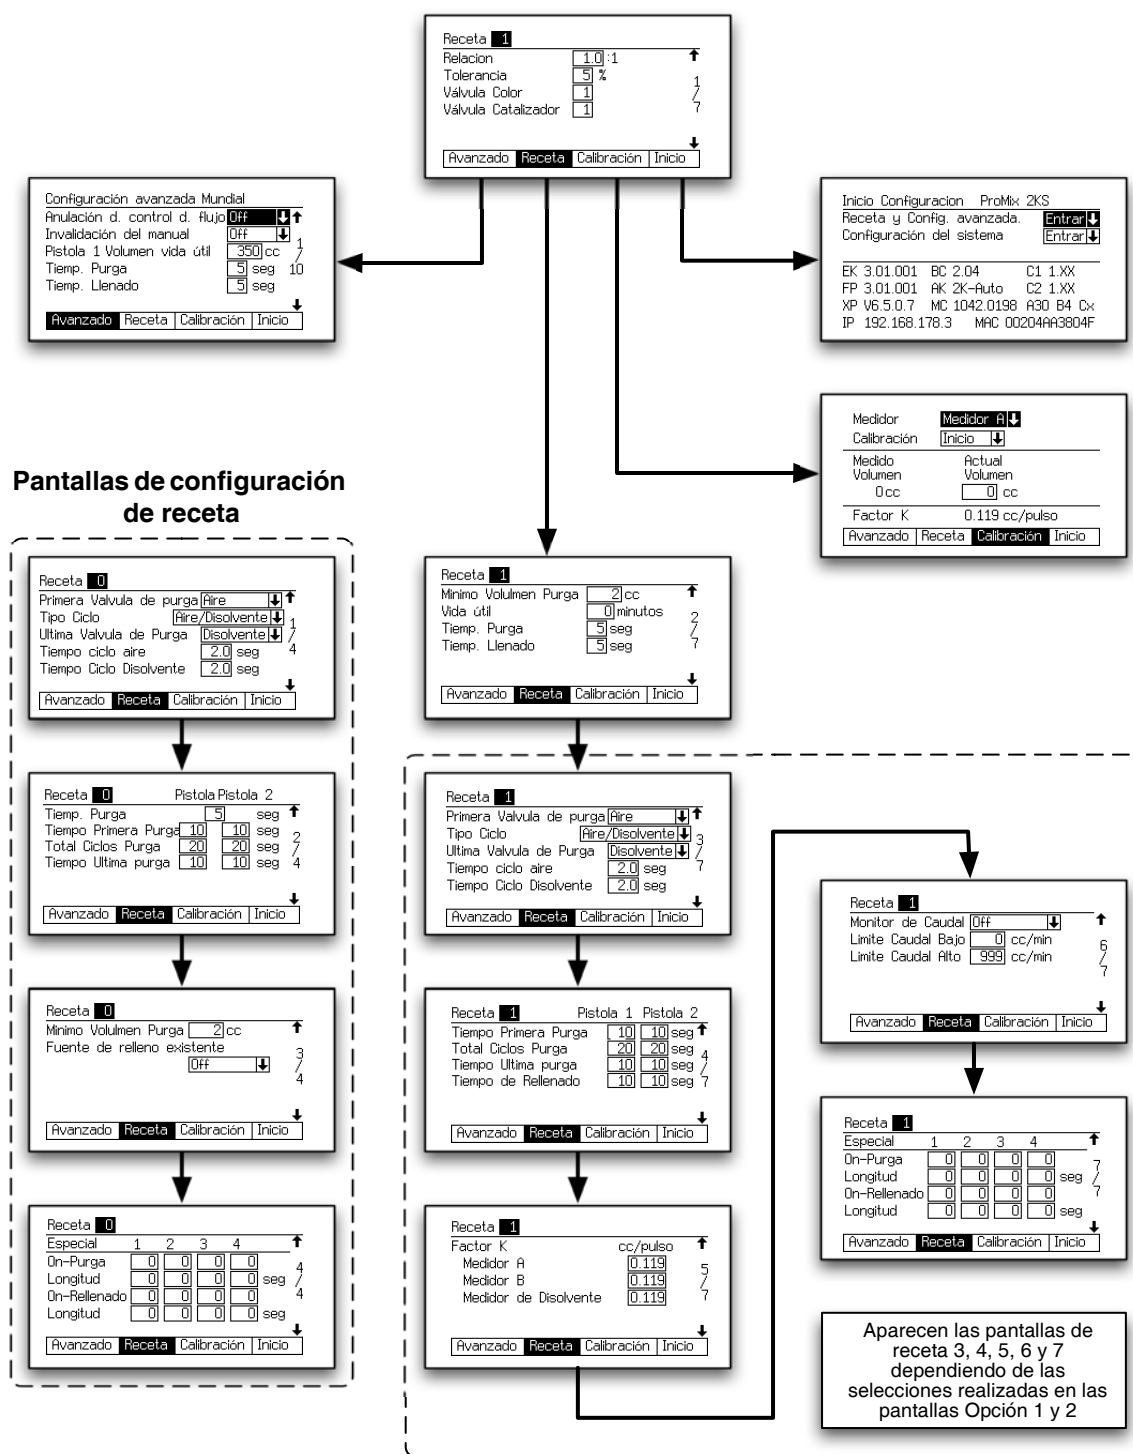 Receta 1
Relacion 1.0 :1
Tolerancia 5 %
Válvula Color 1
Válvula Catalizador 1
1
/
7
Avanzado Receta Calibración Inicio
Configuración avanzada Mundial
Anulación d. control d. flujo Off
Invalidación del manual Off
Pistola 1 Volumen vida útil 350 cc
Tiemp. Purga 5 seg
Tiemp. Llenado 5 seg
1
/
10
Avanzado Receta Calibración Inicio
Inicio Configuracion ProMix 2KS
Receta y Config. avanzada. Entrar
Configuración del sistema Entrar
EK 3.01.001 BC 2.04 C1 1.XX
FP 3.01.001 AK 2K-Auto C2 1.XX
XP V6.5.0.7 MC 1042.0198 A30 B4 Cx
IP 192.168.178.3 MAC 00204AA3804F
Medidor Medidor A
Calibración Inicio
Medido Actual
Volumen Volumen
0cc 0 cc
Factor K 0.119 cc/pulso
Avanzado Receta Calibración Inicio
Pantallas de configuración
de receta
Receta 0
Primera Valvula de purga Aire
Tipo Ciclo Aire/Disolvente
Ultima Valvula de Purga Disolvente
Tiempo ciclo aire 2.0 seg
Tiempo Ciclo Disolvente 2.0 seg
1
/
4
Avanzado Receta Calibración Inicio
Receta 0 Pistola Pistola 2
Tiemp. Purga 5 seg
Tiempo Primera Purga 10 10 seg
Total Ciclos Purga 20 20 seg
Tiempo Ultima purga 10 10 seg
2
/
4
Avanzado Receta Calibración Inicio
Receta 0
Minimo Volulmen Purga 2 cc
Fuente de relleno existente
Off
3
/
4
Avanzado Receta Calibración Inicio
Receta 0
Especial 1 2 3 4
On-Purga 0 0 0 0
Longitud 0 0 0 0 seg
On-Rellenado 0 0 0 0
Longitud 0 0 0 0 seg
4
/
4
Avanzado Receta Calibración Inicio
Receta 1
Minimo Volulmen Purga 2 cc
Vida útil 0 minutos
Tiemp. Purga 5 seg
Tiemp. Llenado 5 seg
2
/
7
Avanzado Receta Calibración Inicio
Receta 1
Primera Valvula de purga Aire
Tipo Ciclo Aire/Disolvente
Ultima Valvula de Purga Disolvente
Tiempo ciclo aire 2.0 seg
Tiempo Ciclo Disolvente 2.0 seg
3
/
7
Avanzado Receta Calibración Inicio
Receta 1 Pistola 1 Pistola 2
Tiempo Primera Purga 10 10 seg
Total Ciclos Purga 20 20 seg
Tiempo Ultima purga 10 10 seg
Tiempo de Rellenado 10 10 seg
4
/
7
Avanzado Receta Calibración Inicio
Receta 1
Factor K cc/pulso
Medidor A 0.119
Medidor B 0.119
Medidor de Disolvente 0.119
5
/
7
Avanzado Receta Calibración Inicio
Receta 1
Monitor de Caudal Off
Limite Caudal Bajo 0 cc/min
Limite Caudal Alto 999 cc/min
6
/
7
Avanzado Receta Calibración Inicio
Receta 1
Especial 1 2 3 4
On-Purga 0 0 0 0
Longitud 0 0 0 0 seg
On-Rellenado 0 0 0 0
Longitud 0 0 0 0 seg
7
/
7
Avanzado Receta Calibración Inicio
Aparecen las pantallas de
receta 3, 4, 5, 6 y 7
dependiendo de las
selecciones realizadas en las
pantallas Opción 1 y 2